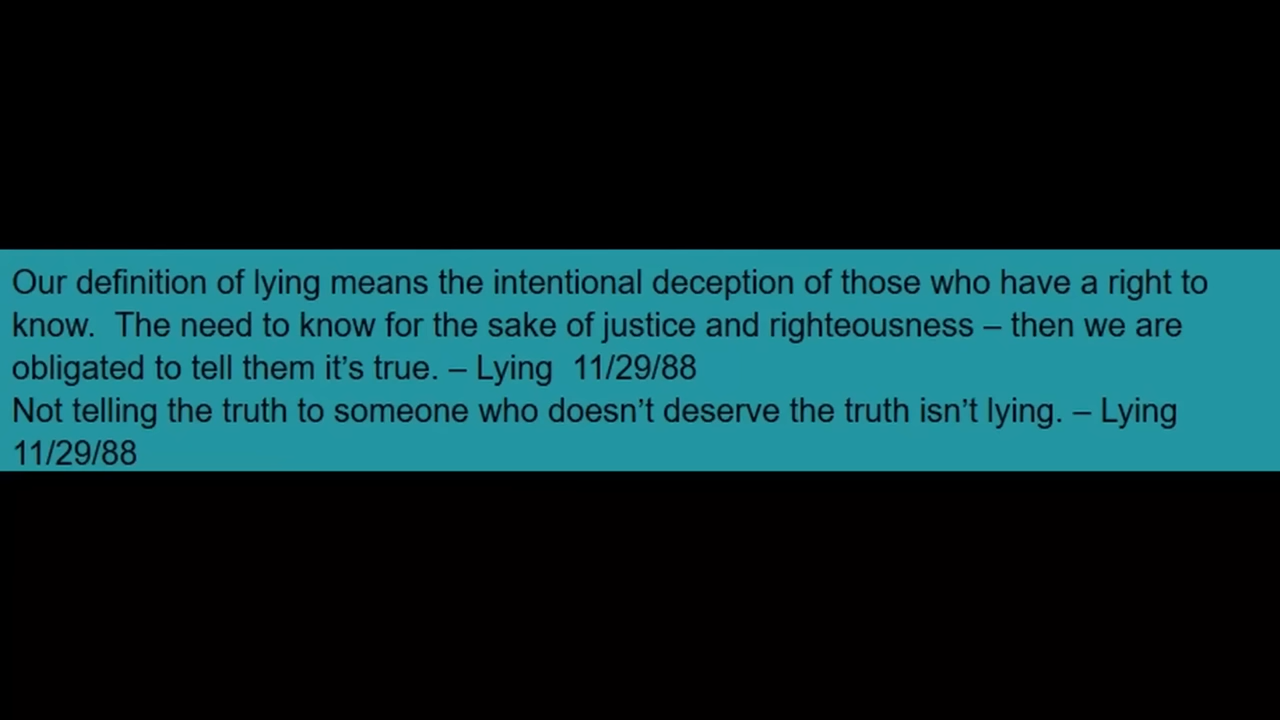 Our definition of lying means the intentional deception of those who have a right to
know.  The need to know for the sake of justice and righteousness – then we are
obligated to tell them it’s true. – Lying  11/29/88
Not telling the truth to someone who doesn’t deserve the truth isn’t lying. – Lying
11/29/88